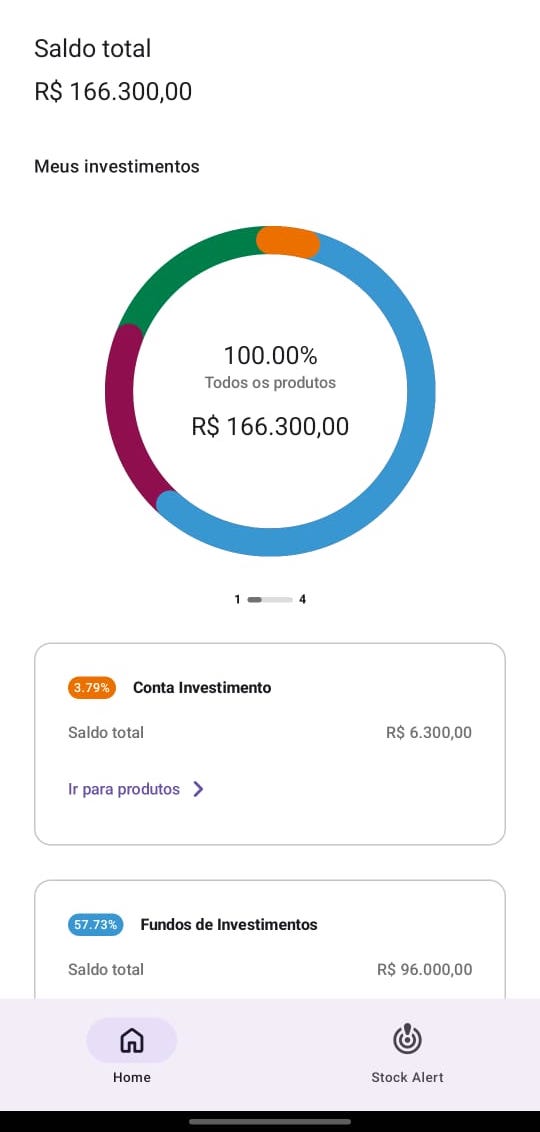 Saldo total
R$ 166.300,00
Meus investimentos
100.00%
Todos os produtos
R$ 166.300,00
1 4
3.79% Conta Investimento
Saldo total R$ 6.300,00
Ir para produtos
57.73% Fundos de Investimentos
Saldo total R$ 96.000,00
Home Stock Alert